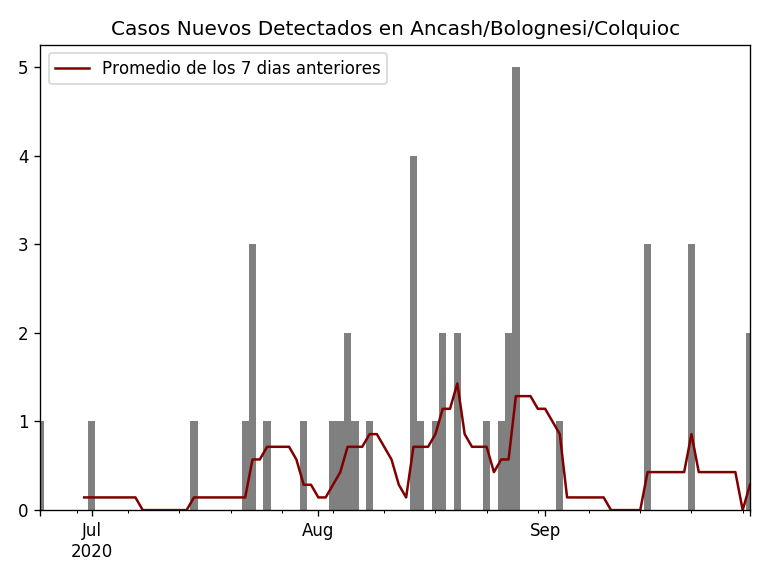 Casos Nuevos Detectados en Ancash/Bolognesi/Colquioc
Promedio de los 7 dias anteriores
5
4
3
2
1
0
Jul
2020
Aug
Sep